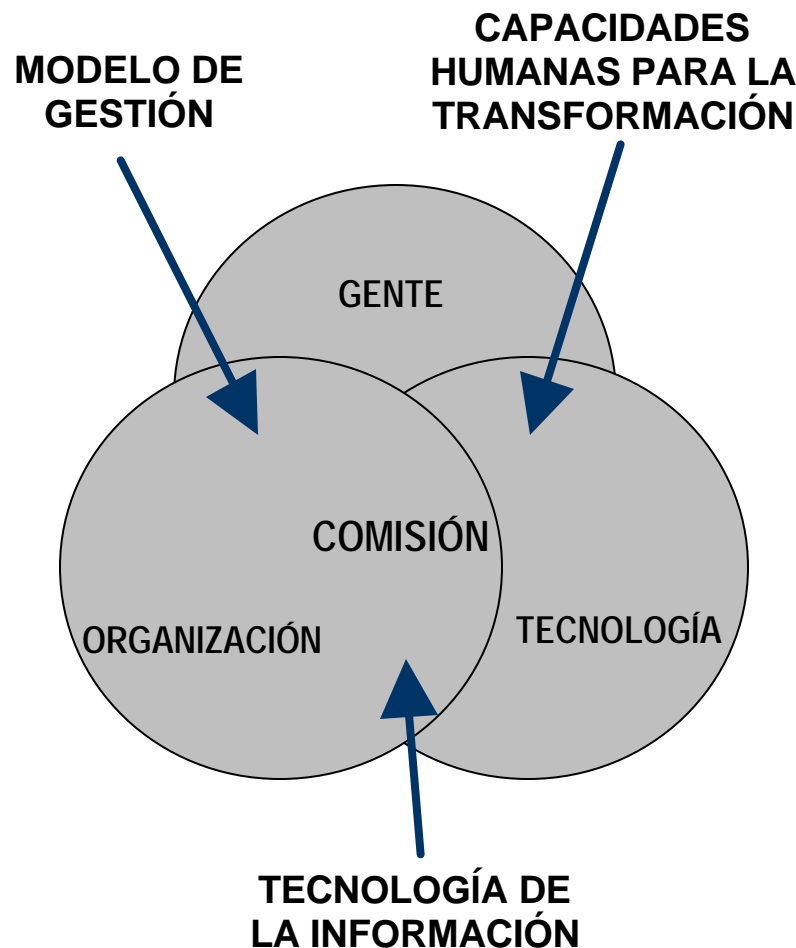 MODELO DE
GESTIÓN
CAPACIDADES
HUMANAS PARA LA
TRANSFORMACIÓN
GENTE
COMISIÓN
ORGANIZACIÓN
TECNOLOGÍA
TECNOLOGÍA DE
LA INFORMACIÓN